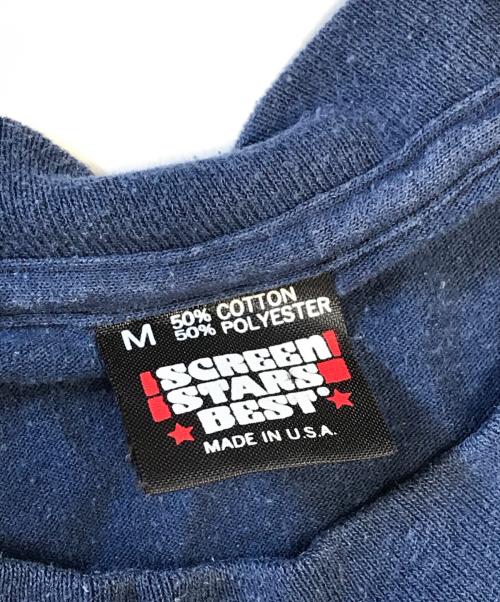 M 50% COTTON
50% POLYESTER
SCREEN
STARS
BEST
MADE IN U.S.A.